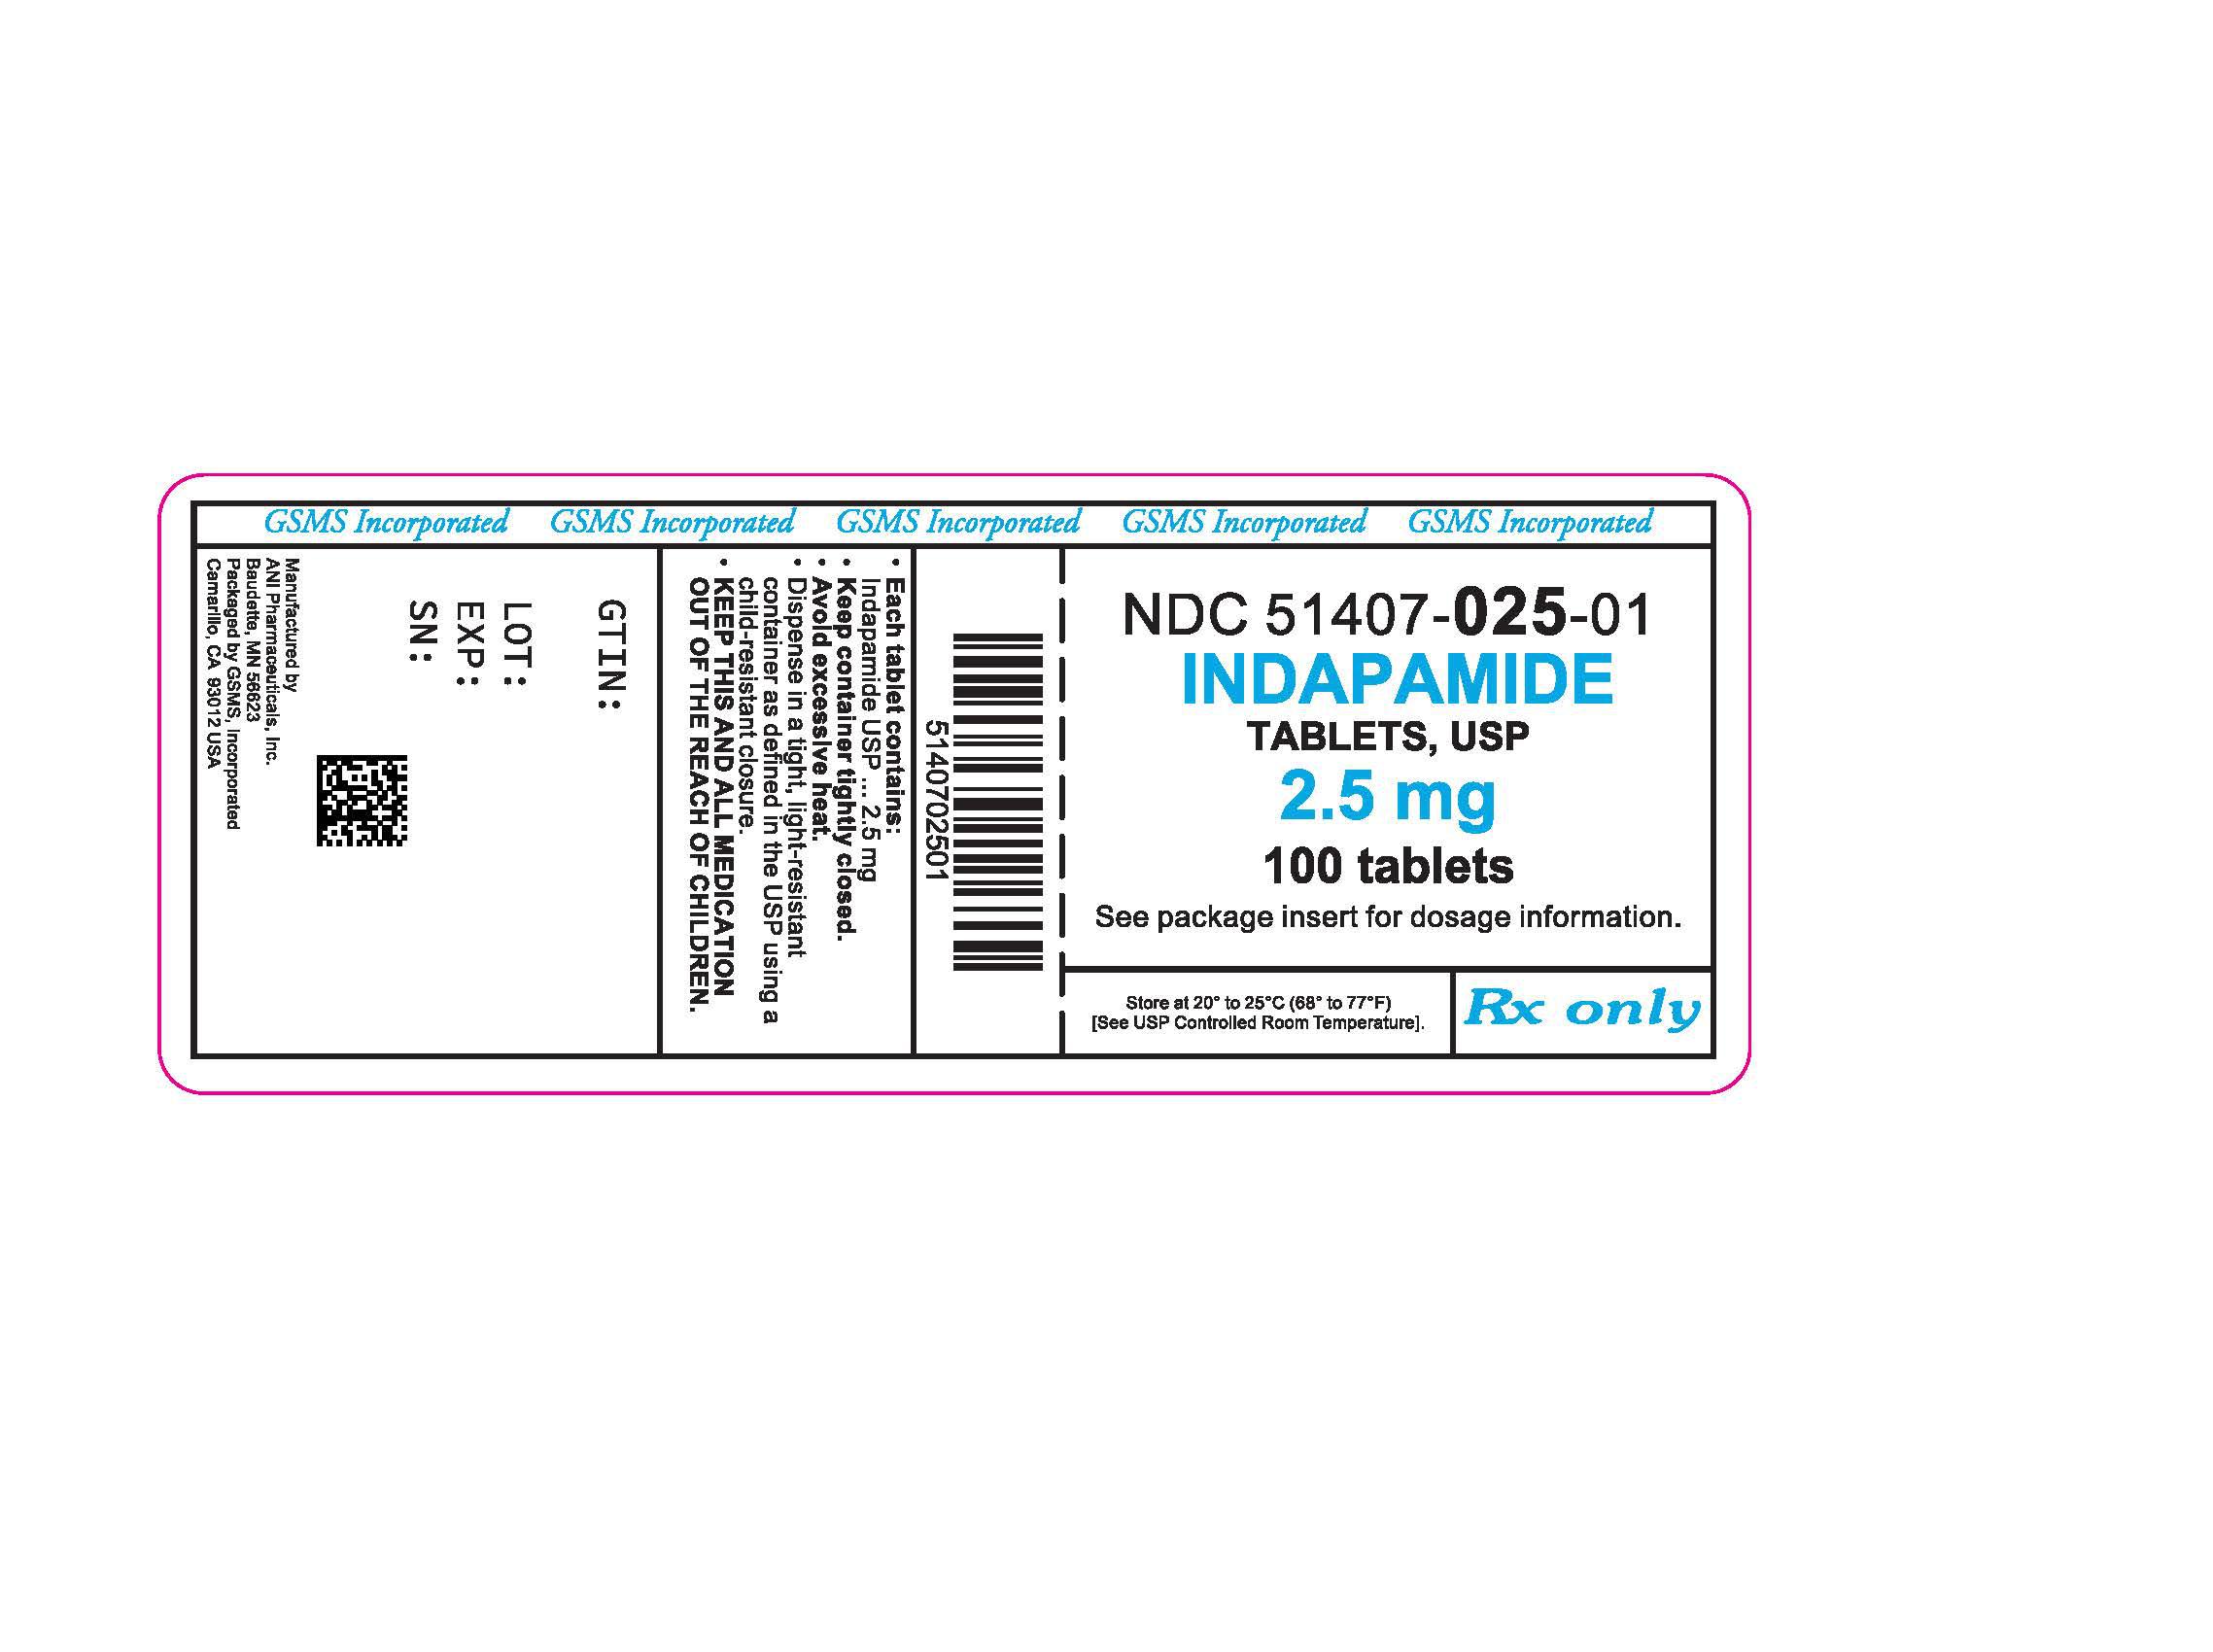 GSMS Incorporated GSMS Incorporated GSMS Incorporated GSMS Incorporated GSMS Incorporated
NDC 51407-025-01
INDAPAMIDE
TABLETS, USP
2.5 mg
100 tablets
See package insert for dosage information.
Store at 20° to 25°C (68° to 77°F)
[See USP Controlled Room Temperature].
Rx only
5140702501
• Each tablet contains:
Indapamide USP ... 2.5 mg
• Keep container tightly closed.
• Avoid excessive heat.
• Dispense in a tight, light-resistant
container as defined in the USP using a
child-resistant closure.
• KEEP THIS AND ALL MEDICATION
OUT OF THE REACH OF CHILDREN.
GTIN:
LOT:
EXP:
SN:
Manufactured by
ANI Pharmaceuticals, Inc.
Baudette, MN 56623
Packaged by GSMS, Incorporated
Camarillo, CA 93012 USA